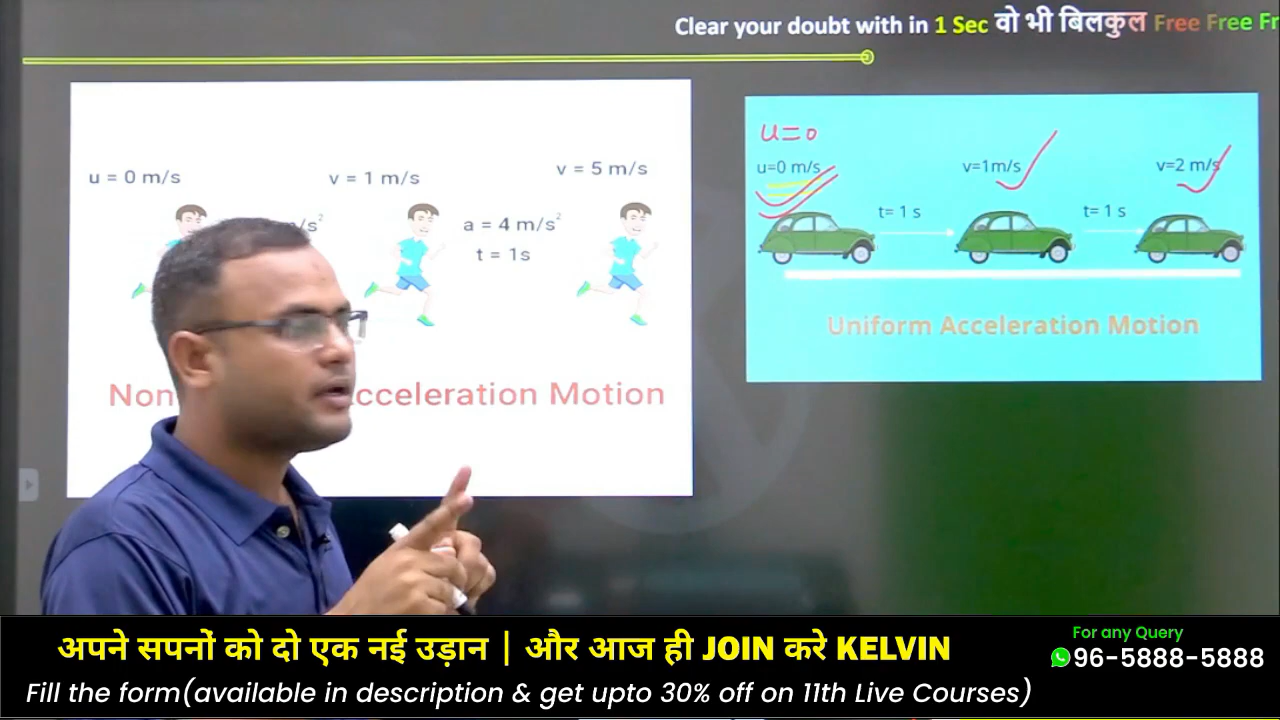 Clear your doubt with in 1 Sec वो भी बिलकुल Free Free Fr
u = 0 m/s
v = 1 m/s
v = 5 m/s
/s²
a = 4 m/s²
t = 1s
Non
cceleration Motion
u=0
u=0 m/s
v=1m/s
v=2 m/s
t= 1 s
t= 1 s
Uniform Acceleration Motion
अपने सपनों को दो एक नई उड़ान | और आज ही JOIN करे KELVIN
For any Query
96-5888-5888
Fill the form(available in description & get upto 30% off on 11th Live Courses)